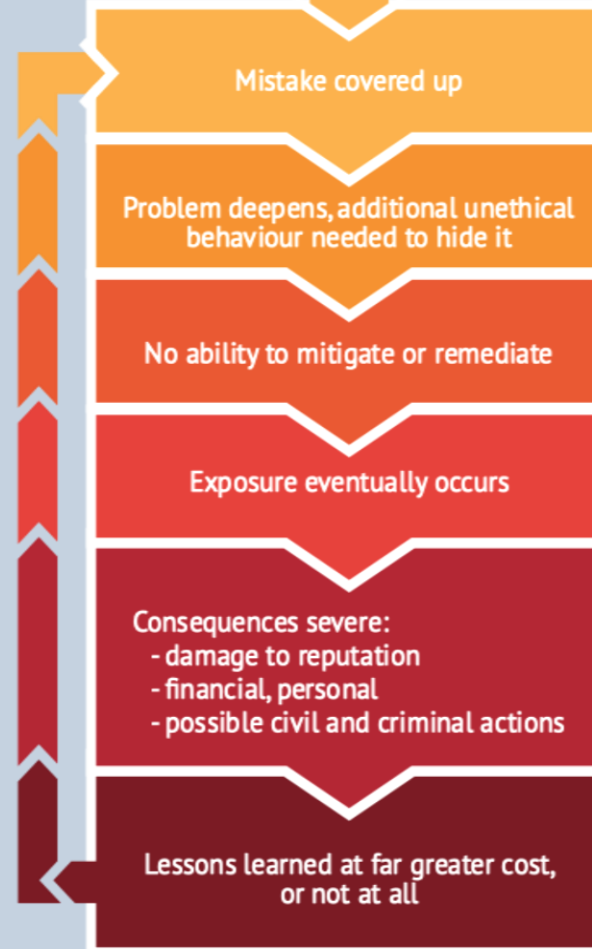 Mistake covered up
Problem deepens, additional unethical
behaviour needed to hide it
No ability to mitigate or remediate
Exposure eventually occurs
Consequences severe:
- damage to reputation
- financial, personal
- possible civil and criminal actions
Lessons learned at far greater cost,
or not at all